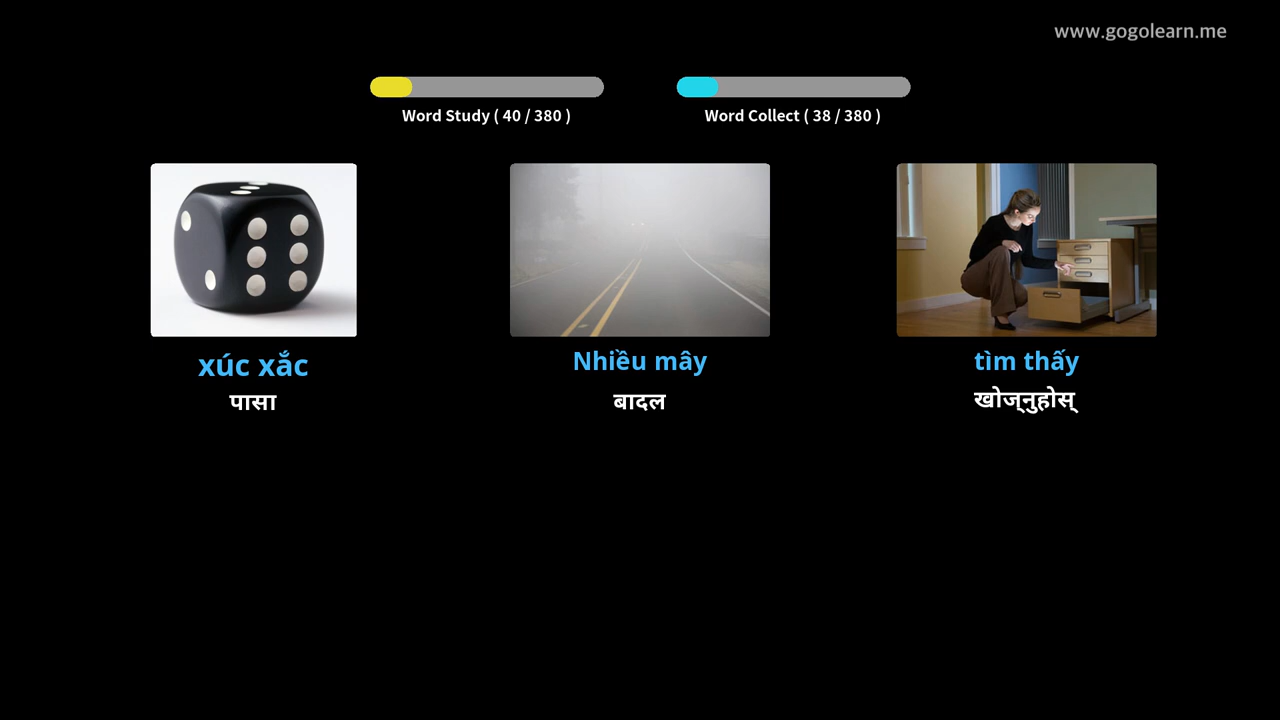 www.gogolearn.me
Word Study ( 40 / 380 )
Word Collect ( 38 / 380 )
xúc xắc
पासा
Nhiều mây
बादल
tìm thấy
खोज्नुहोस्